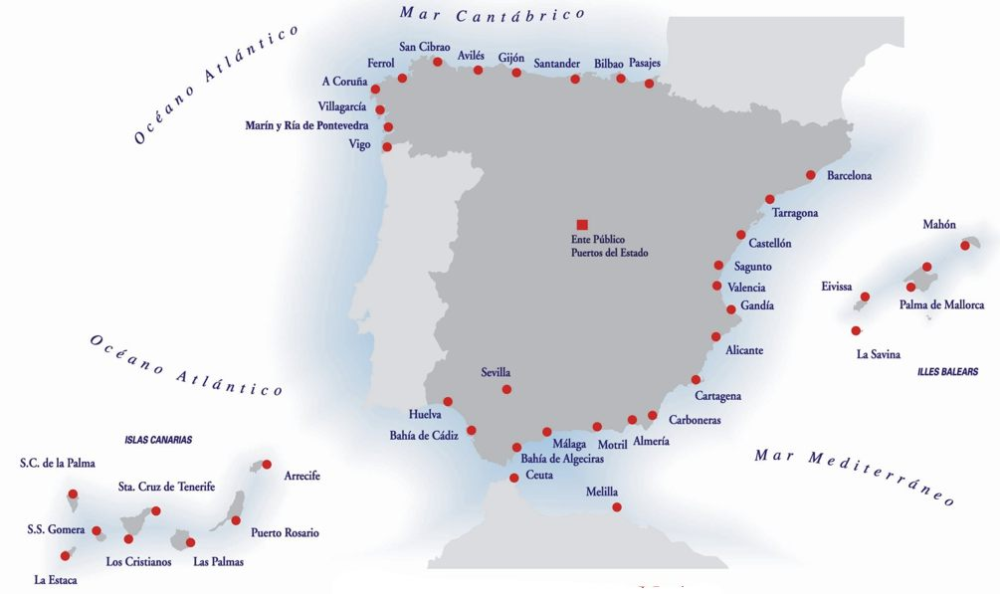 Mar Cantábrico
Océano Atlántico
San Cibrao
Avilés
Gijón
Ferrol
Santander
Bilbao
Pasajes
A Coruña
Villagarcía
Marín y Ría de Pontevedra
Vigo
Barcelona
Tarragona
Mahón
Ente Público
Puertos del Estado
Castellón
Sagunto
Valencia
Eivissa
Gandía
Palma de Mallorca
Alicante
La Savina
ILLES BALEARS
Océano Atlántico
Sevilla
Cartagena
Huelva
Carboneras
Bahía de Cádiz
Málaga
Motril
Almería
ISLAS CANARIAS
Bahía de Algeciras
Mar Mediterráneo
S.C. de la Palma
Ceuta
Arrecife
Sta. Cruz de Tenerife
Melilla
S.S. Gomera
Puerto Rosario
Los Cristianos
Las Palmas
La Estaca